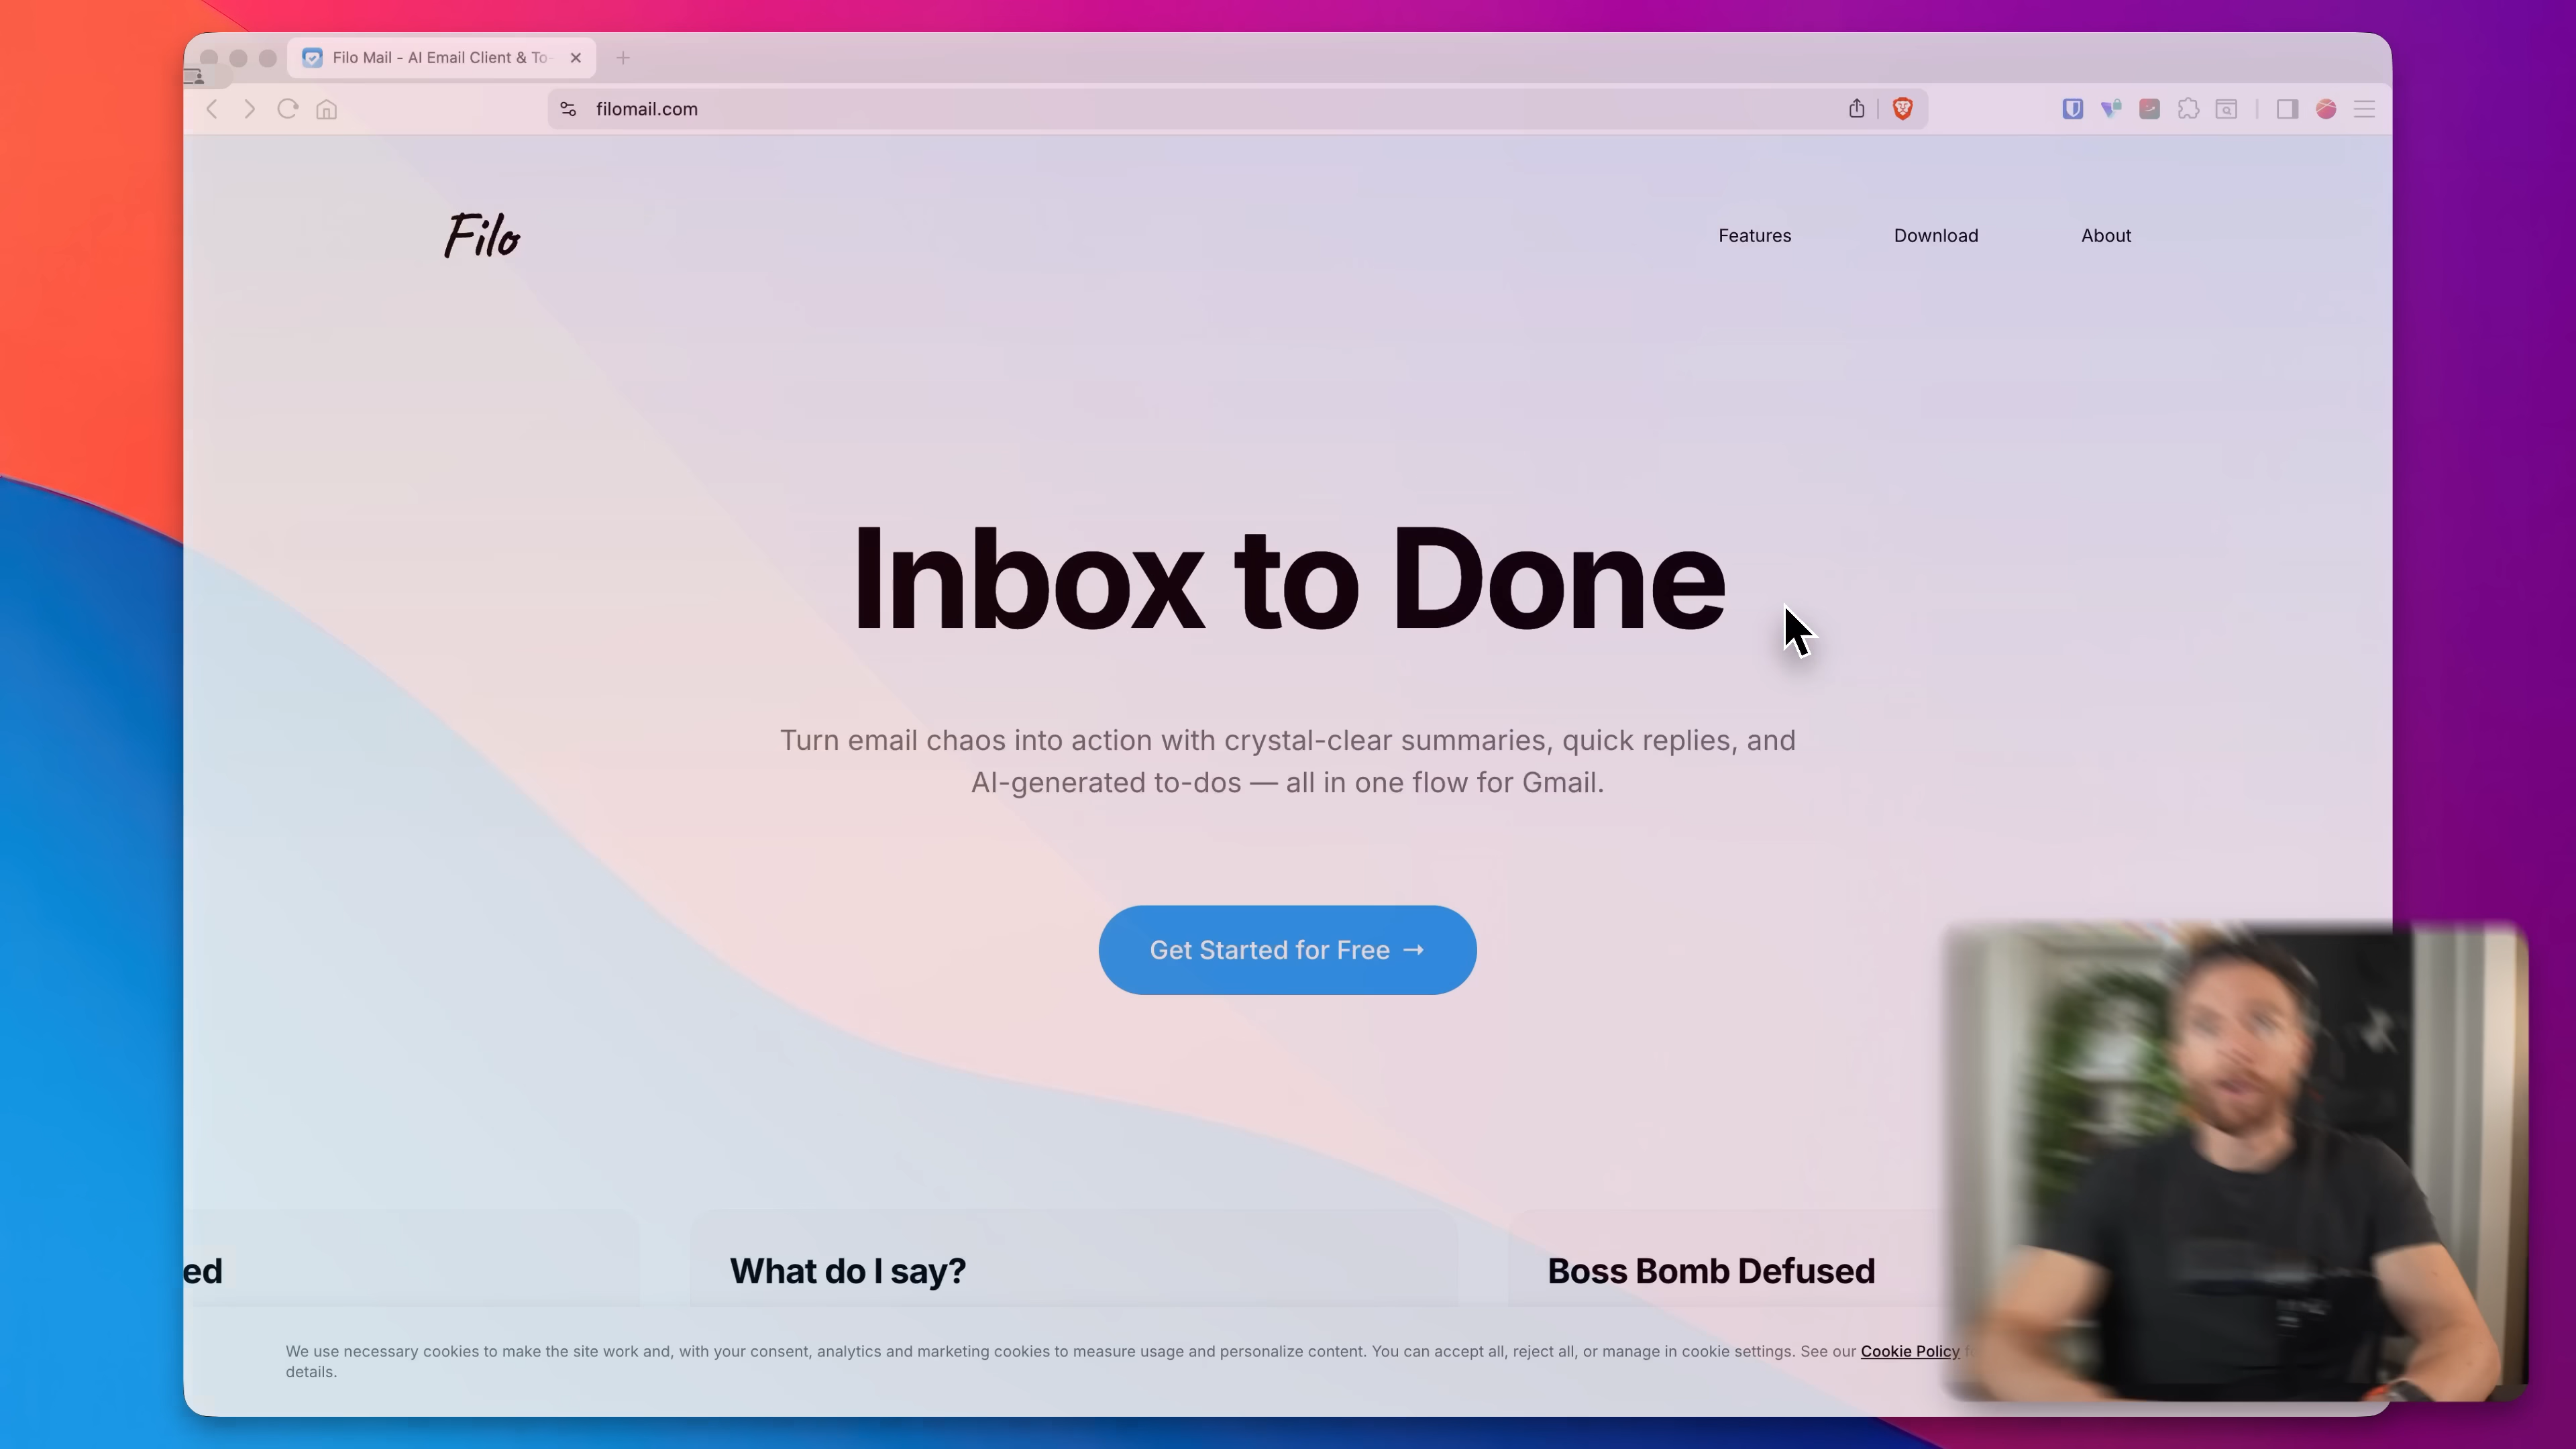 Filo Mail - AI Email Client & To-
filomail.com
Filo
Features
Download
About
Inbox to Done
Turn email chaos into action with crystal-clear summaries, quick replies, and
AI-generated to-dos — all in one flow for Gmail.
Get Started for Free →
ed
What do I say?
Boss Bomb Defused
We use necessary cookies to make the site work and, with your consent, analytics and marketing cookies to measure usage and personalize content. You can accept all, reject all, or manage in cookie settings. See our Cookie Policy
details.